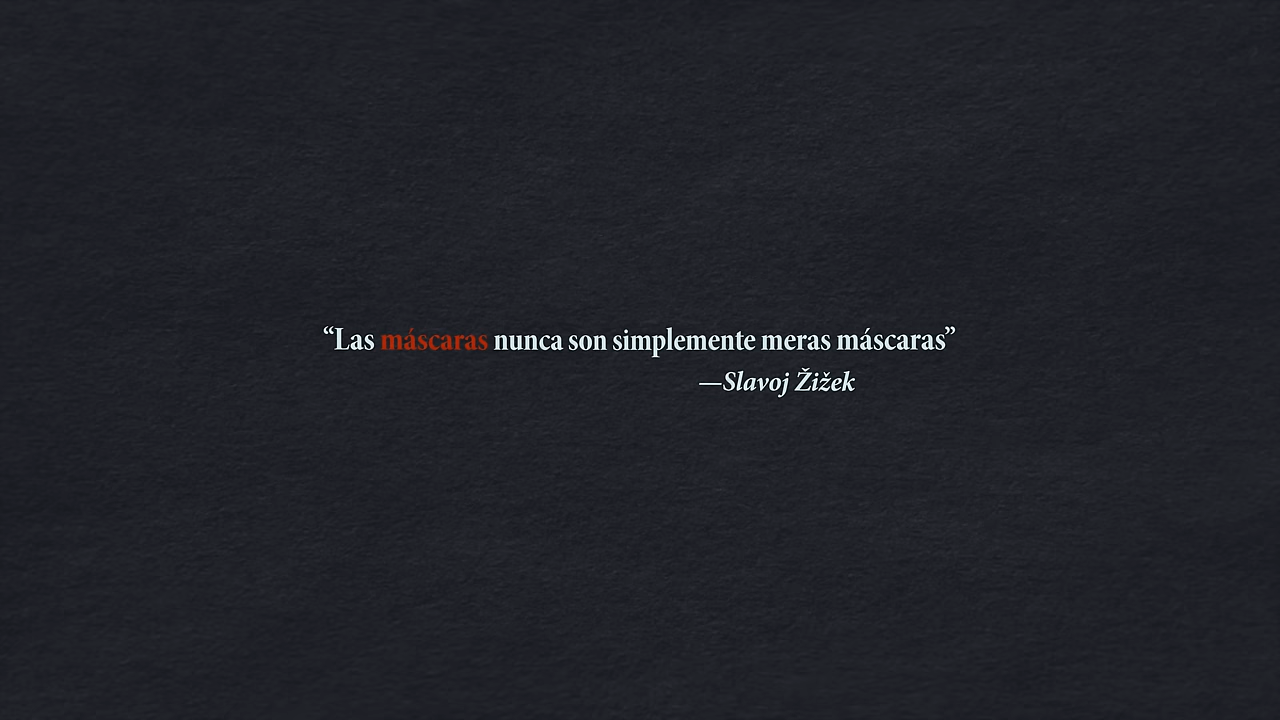 “Las máscaras nunca son simplemente meras máscaras”
—Slavoj Žižek